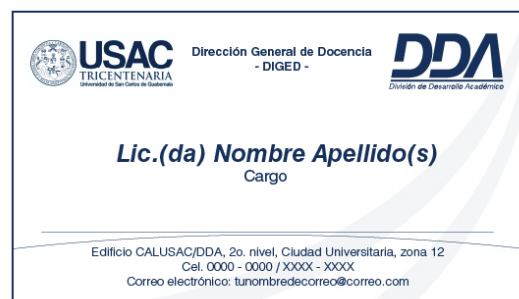 USAC
TRICENTENARIA
Universidad de San Carlos de Guatemala
Dirección General de Docencia
- DIGED -
DDA
División de Desarrollo Académico
Lic.(da) Nombre Apellido(s)
Cargo
Edificio CALUSAC/DDA, 2o. nivel, Ciudad Universitaria, zona 12
Cel. 0000 - 0000 / XXXX - XXXX
Correo electrónico: tunombredecorreo@correo.com